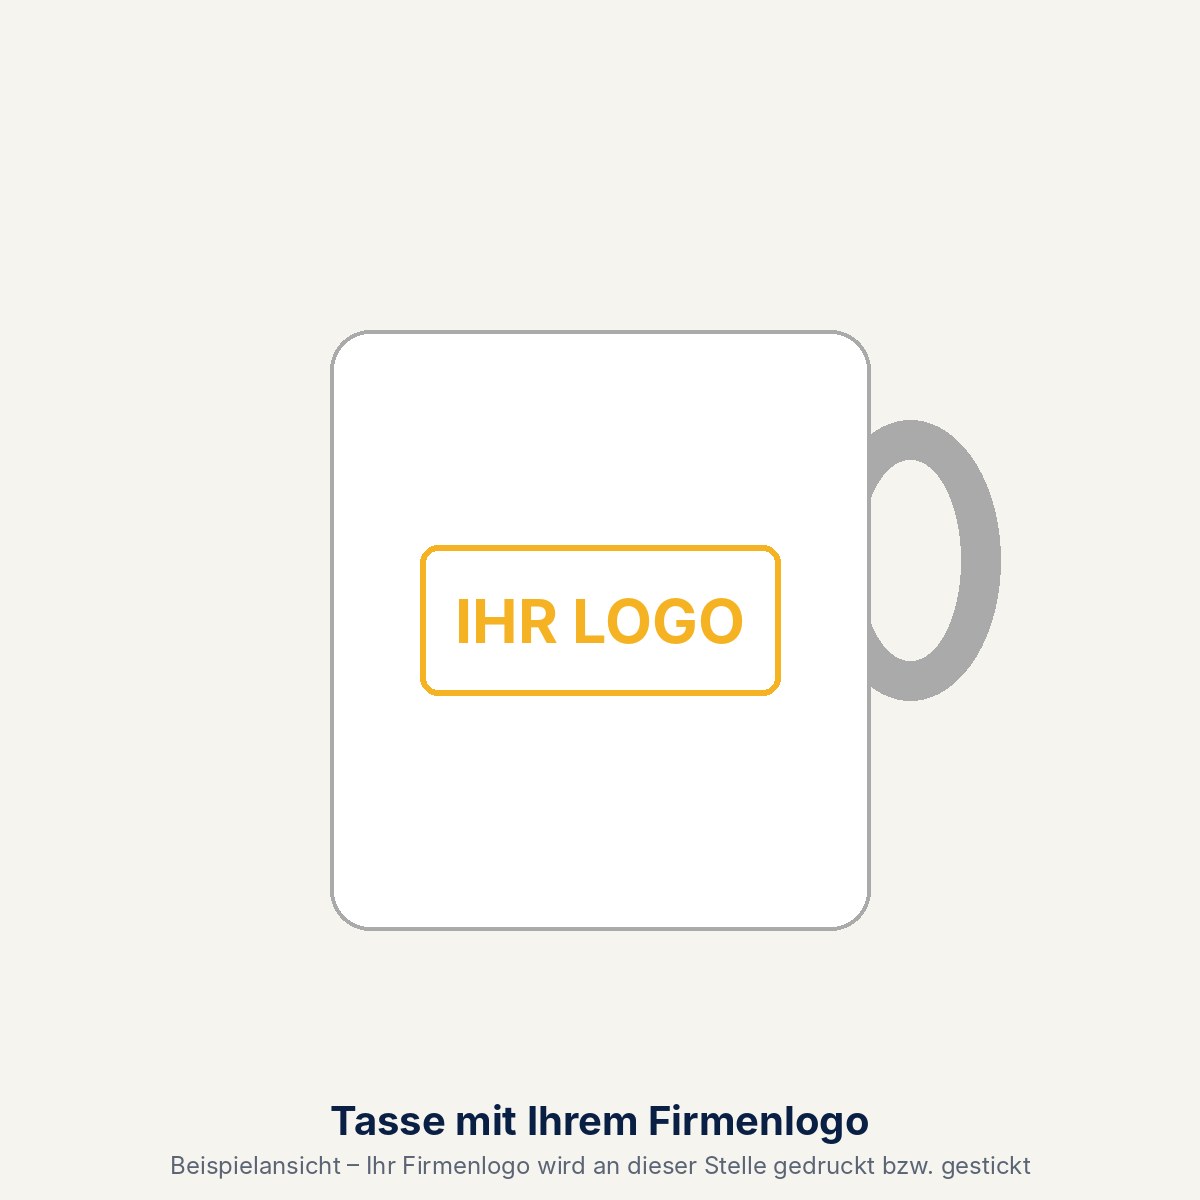 IHR LOGO
Tasse mit Ihrem Firmenlogo
Beispielansicht – Ihr Firmenlogo wird an dieser Stelle gedruckt bzw. gestickt